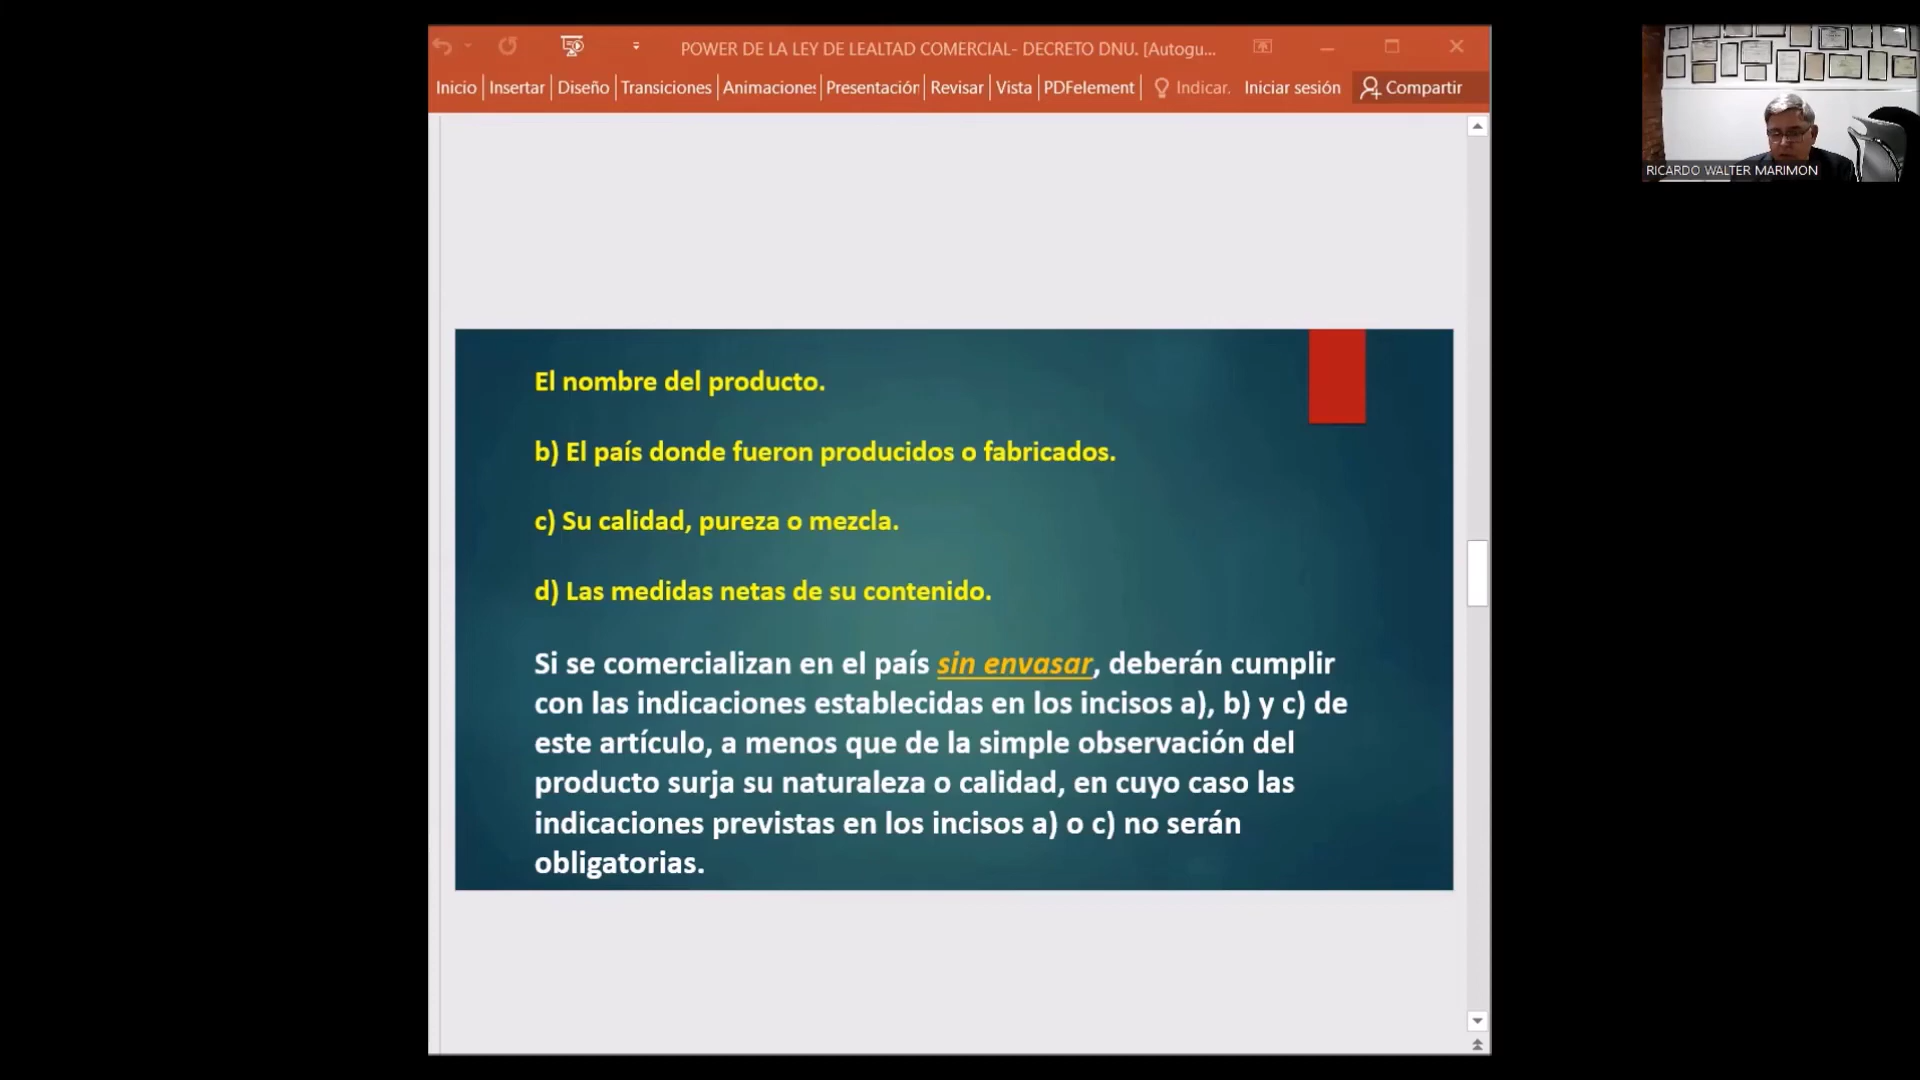 POWER DE LA LEY DE LEALTAD COMERCIAL- DECRETO DNU. [Autogu...
Inicio Insertar Diseño Transiciones Animaciones Presentación Revisar Vista PDFelement Indicar. Iniciar sesión Compartir
RICARDO WALTER MARIMON
El nombre del producto.
b) El país donde fueron producidos o fabricados.
c) Su calidad, pureza o mezcla.
d) Las medidas netas de su contenido.
Si se comercializan en el país sin envasar, deberán cumplir
con las indicaciones establecidas en los incisos a), b) y c) de
este artículo, a menos que de la simple observación del
producto surja su naturaleza o calidad, en cuyo caso las
indicaciones previstas en los incisos a) o c) no serán
obligatorias.